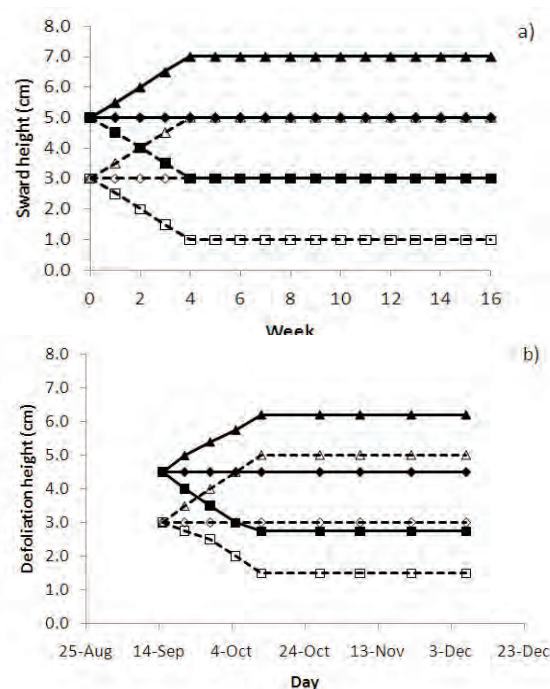 a)
8.0
7.0
6.0
5.0
4.0
3.0
2.0
1.0
0.0
Sward height (cm)
0 2 4 6 8 10 12 14 16
Week
b)
8.0
7.0
6.0
5.0
4.0
3.0
2.0
1.0
0.0
Defoliation height (cm)
25-Aug 14-Sep 4-Oct 24-Oct 13-Nov 3-Dec 23-Dec
Day